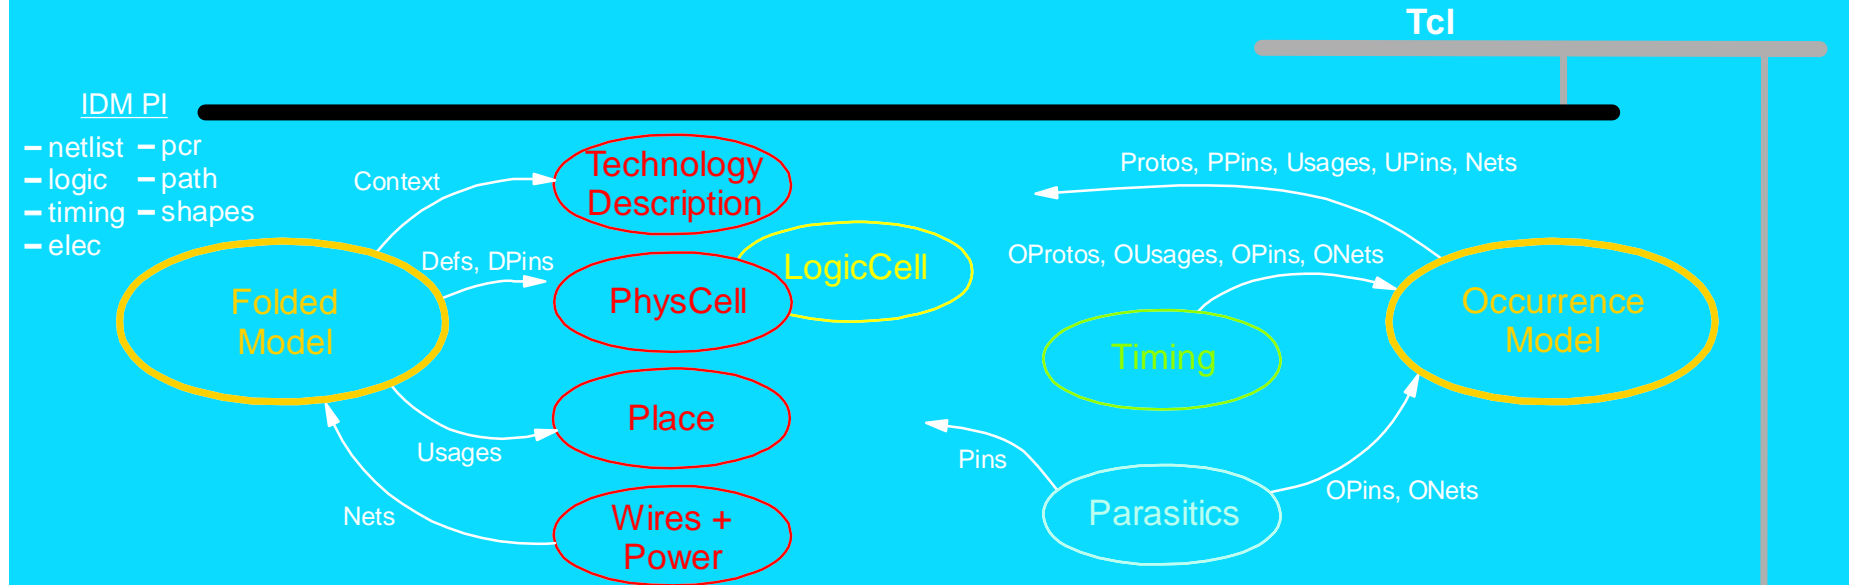 Tcl
IDM PI
– netlist – pcr
– logic – path
– timing – shapes
– elec
Context
Technology
Description
Protos, PPins, Usages, UPins, Nets
Defs, DPins
LogicCell
OProtos, OUsages, OPins, ONets
Folded
Model
PhysCell
Occurrence
Model
Timing
Place
Usages
Pins
Nets
Wires +
Power
Parasitics
OPins, ONets